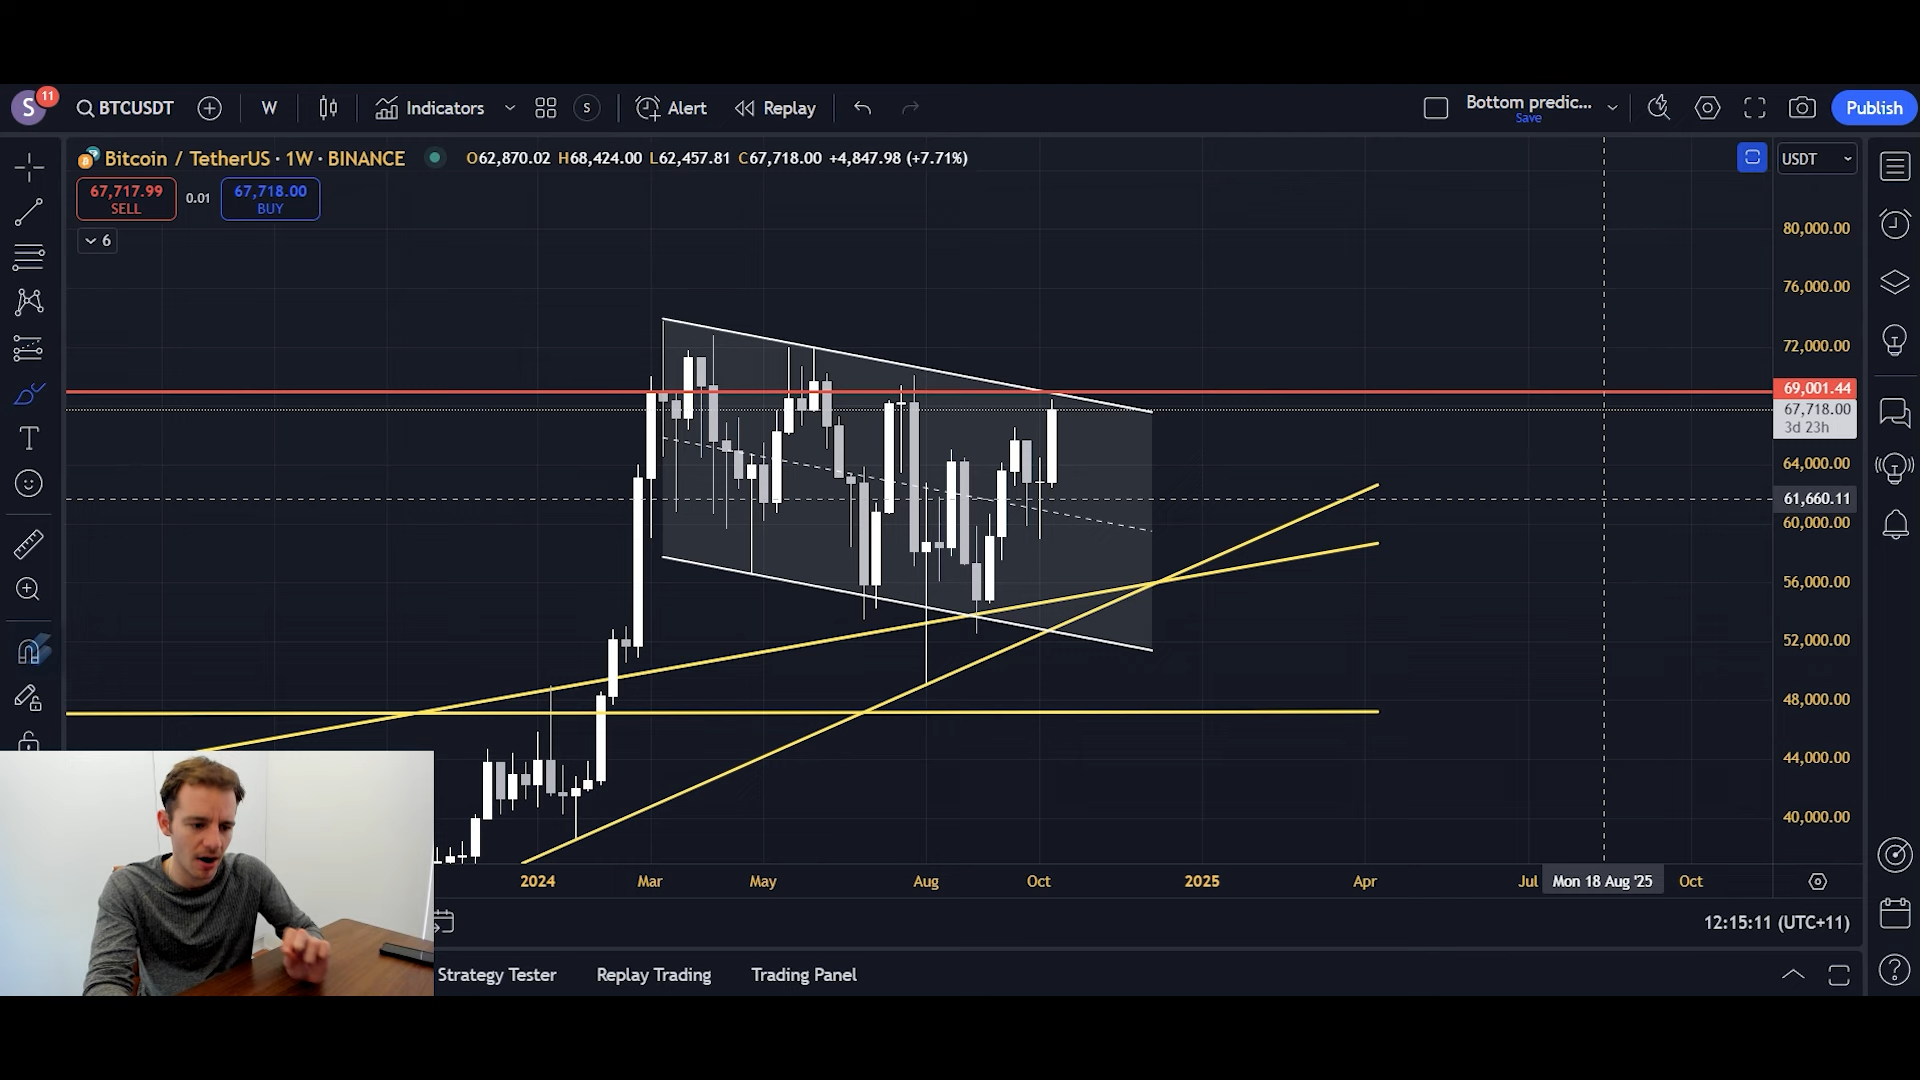 S 11 BTCUSDT W Indicators S Alert Replay Bottom predic... Publish
Save
Bitcoin / TetherUS · 1W · BINANCE O62,870.02 H68,424.00 L62,457.81 C67,718.00 +4,847.98 (+7.71%) USDT
67,717.99 0.01 67,718.00
SELL BUY
6
80,000.00
76,000.00
72,000.00
69,001.44
67,718.00
3d 23h
64,000.00
61,660.11
60,000.00
56,000.00
52,000.00
48,000.00
44,000.00
40,000.00
2024 Mar May Aug Oct 2025 Apr Jul Mon 18 Aug '25 Oct
12:15:11 (UTC+11)
Strategy Tester Replay Trading Trading Panel